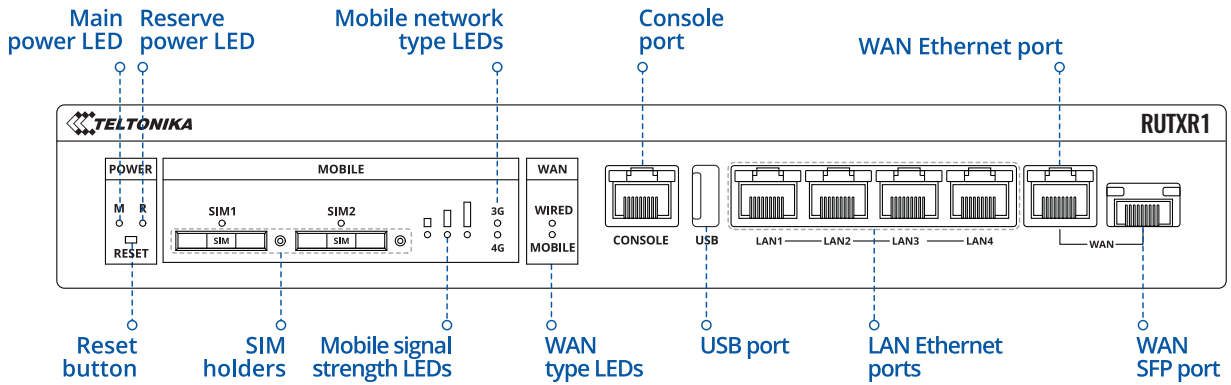 Main
power LED
Reserve
power LED
Mobile network
type LEDs
Console
port
WAN Ethernet port
TELTONIKA
RUTXR1
POWER
MOBILE
WAN
M R
SIM1
SIM2
3G
WIRED
SIM
SIM
RESET
4G
MOBILE
CONSOLE
USB
LAN1
LAN2
LAN3
LAN4
WAN
Reset
button
SIM
holders
Mobile signal
strength LEDs
WAN
type LEDs
USB port
LAN Ethernet
ports
WAN
SFP port